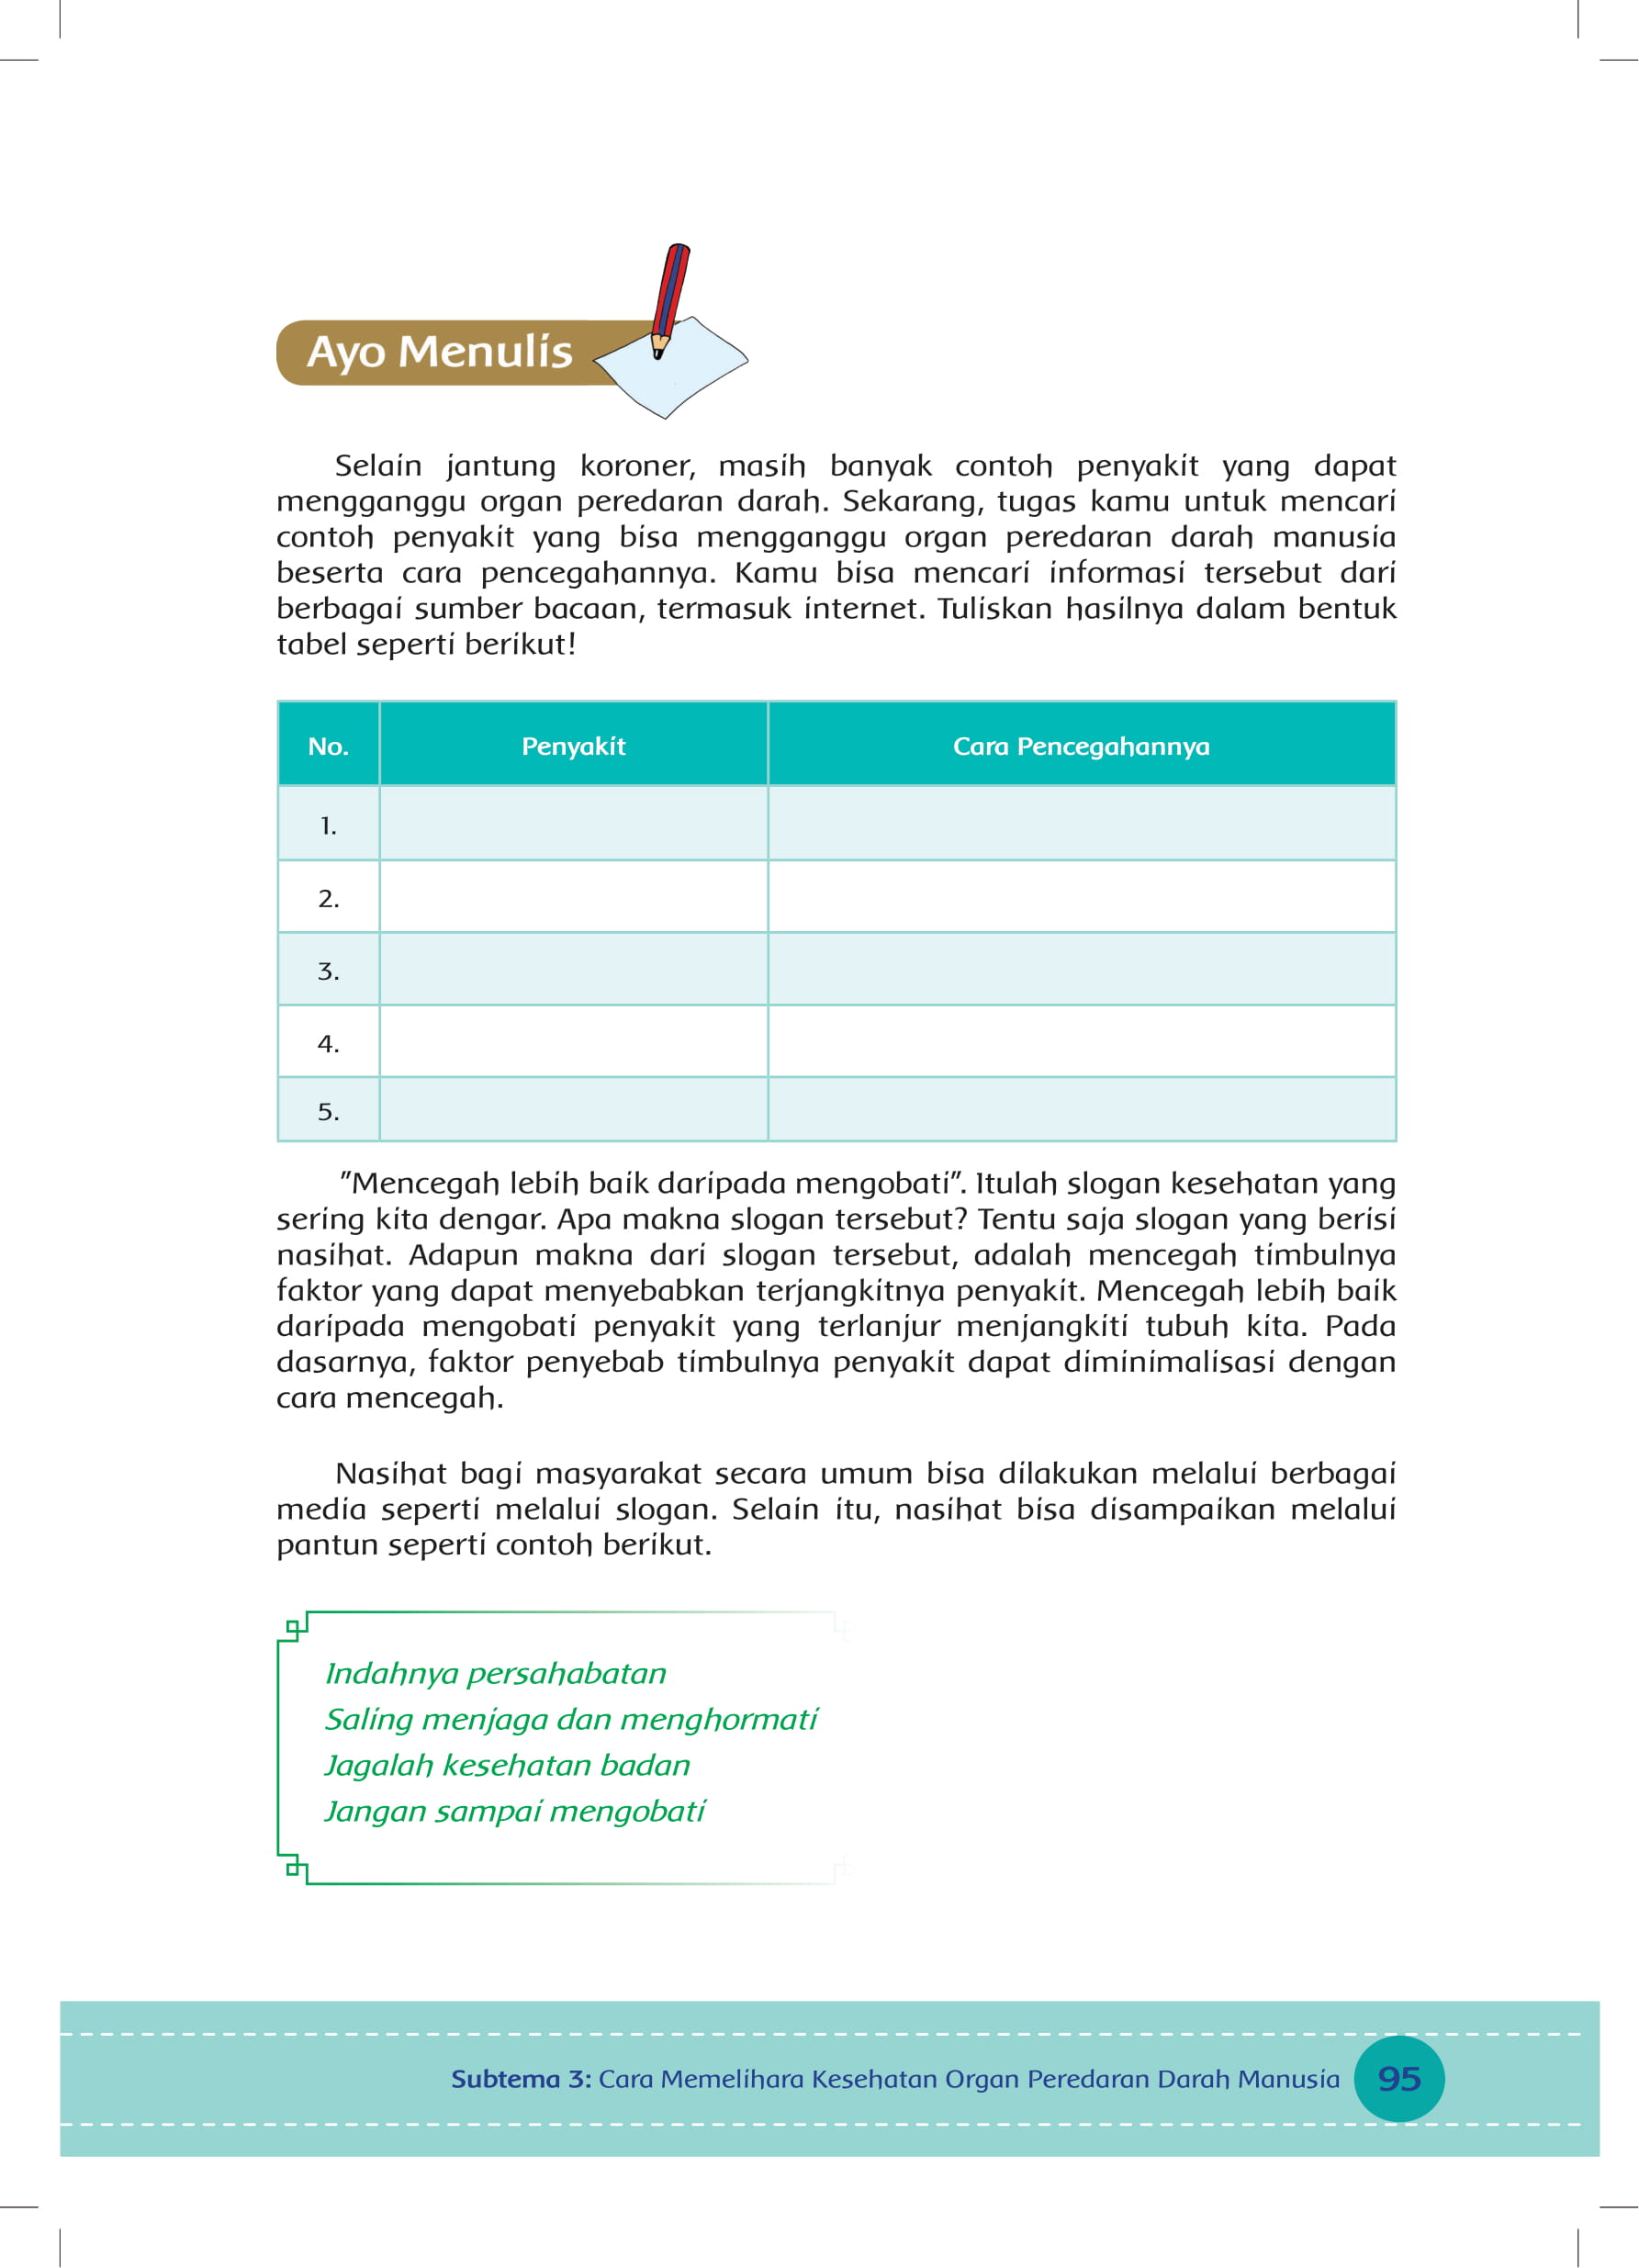 Ayo Menulis
Selain jantung koroner, masih banyak contoh penyakit yang dapat
mengganggu organ peredaran darah. Sekarang, tugas kamu untuk mencari
contoh penyakit yang bisa mengganggu organ peredaran darah manusia
beserta cara pencegahannya. Kamu bisa mencari informasi tersebut dari
berbagai sumber bacaan, termasuk internet. Tuliskan hasilnya dalam bentuk
tabel seperti berikut!
No. Penyakit Cara Pencegahannya
1.
2.
3.
4.
5.
"Mencegah lebih baik daripada mengobati". Itulah slogan kesehatan yang
sering kita dengar. Apa makna slogan tersebut? Tentu saja slogan yang berisi
nasihat. Adapun makna dari slogan tersebut, adalah mencegah timbulnya
faktor yang dapat menyebabkan terjangkitnya penyakit. Mencegah lebih baik
daripada mengobati penyakit yang terlanjur menjangkiti tubuh kita. Pada
dasarnya, faktor penyebab timbulnya penyakit dapat diminimalisasi dengan
cara mencegah.
Nasihat bagi masyarakat secara umum bisa dilakukan melalui berbagai
media seperti melalui slogan. Selain itu, nasihat bisa disampaikan melalui
pantun seperti contoh berikut.
Indahnya persahabatan
Saling menjaga dan menghormati
Jagalah kesehatan badan
Jangan sampai mengobati
Subtema 3: Cara Memelihara Kesehatan Organ Peredaran Darah Manusia 95